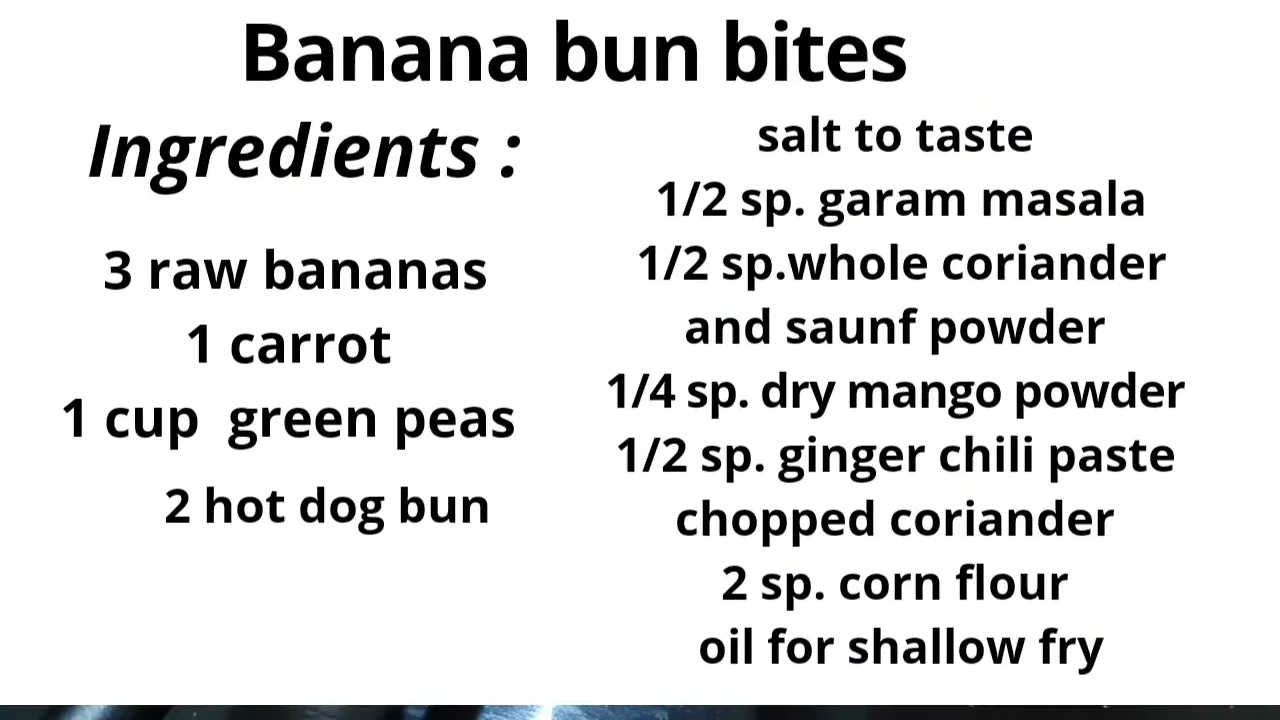 Banana bun bites
Ingredients :
3 raw bananas
1 carrot
1 cup green peas
2 hot dog bun
salt to taste
1/2 sp. garam masala
1/2 sp.whole coriander
and saunf powder
1/4 sp. dry mango powder
1/2 sp. ginger chili paste
chopped coriander
2 sp. corn flour
oil for shallow fry